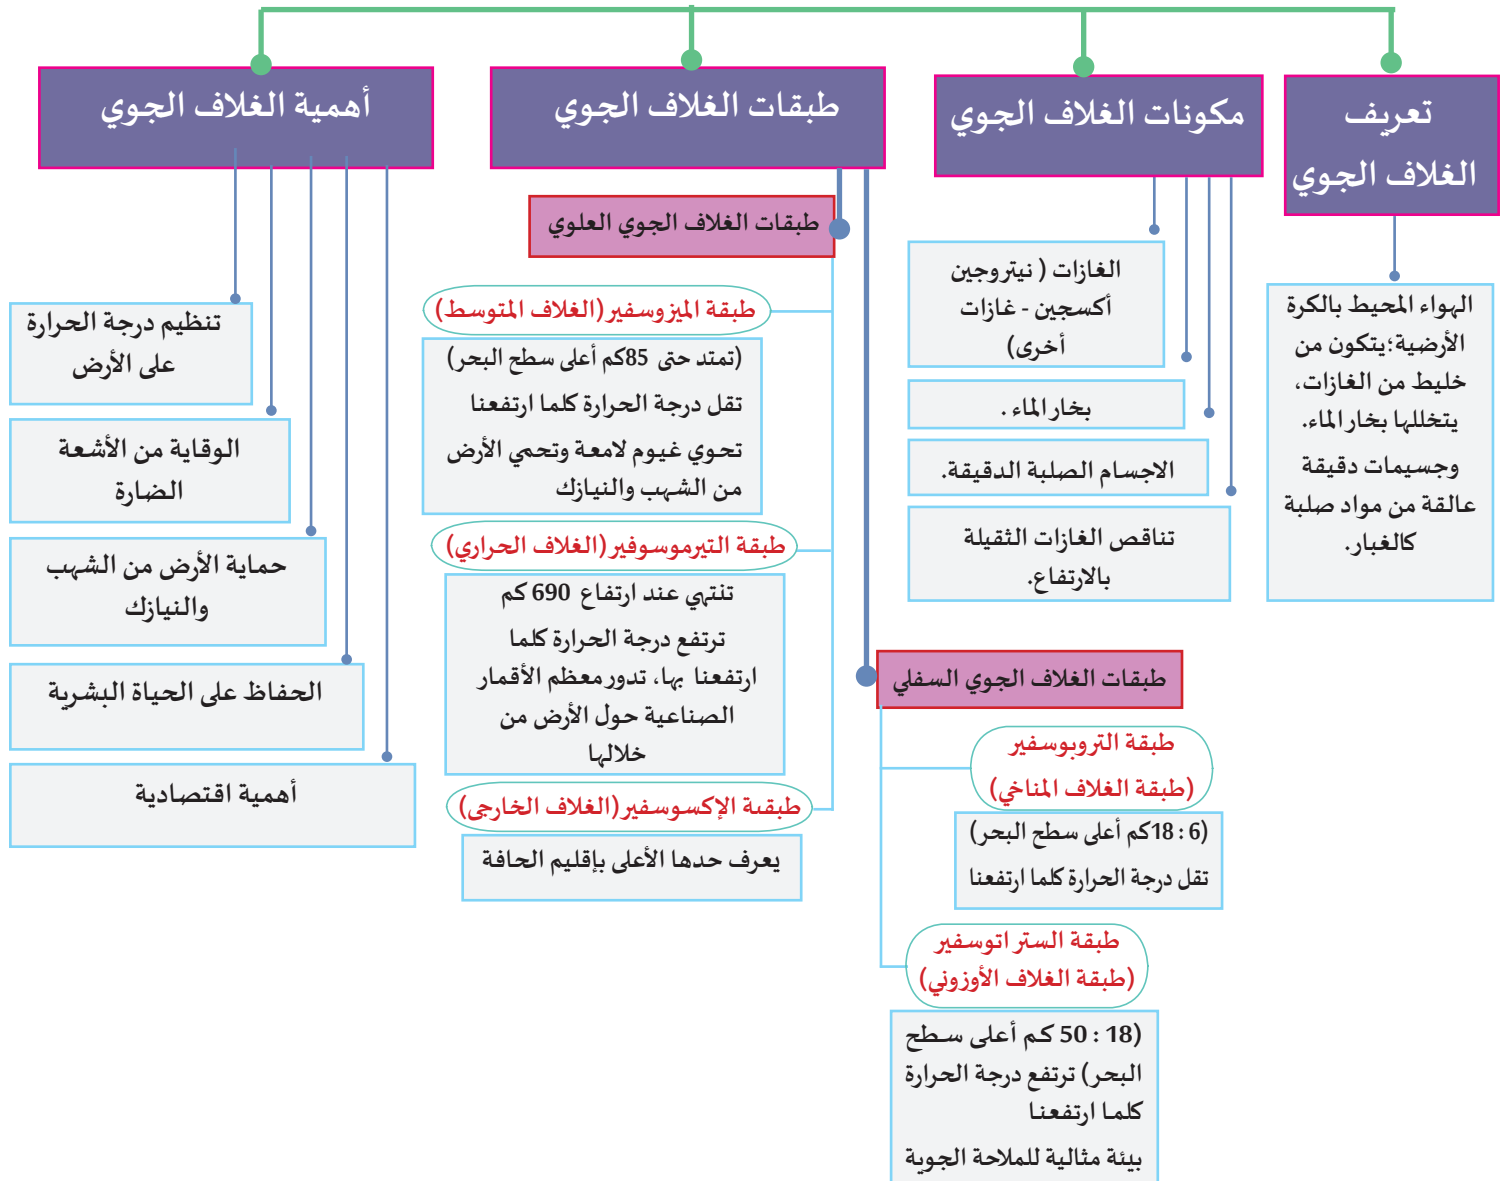 تعريف
الغلاف الجوي
الهواء المحيط بالكرة
الأرضية؛يتكون من
خليط من الغازات،
يتخللها بخار الماء.
وجسيمات دقيقة
عالقة من مواد صلبة
كالغبار.
مكونات الغلاف الجوي
الغازات ( نيتروجين
أكسجين - غازات
أخرى)
بخار الماء .
الاجسام الصلبة الدقيقة.
تناقص الغازات الثقيلة
بالارتفاع.
طبقات الغلاف الجوي
طبقات الغلاف الجوي العلوي
طبقة الميزوسفير (الغلاف المتوسط)
(تمتد حتى 85كم أعلى سطح البحر)
تقل درجة الحرارة كلما ارتفعنا
تحوي غيوم لامعة وتحمي الأرض
من الشهب والنيازك
طبقة التيرموسوفير (الغلاف الحراري)
تنتهي عند ارتفاع 690 كم
ترتفع درجة الحرارة كلما
ارتفعنا بها، تدور معظم الأقمار
الصناعية حول الأرض من
خلالها
طبقىة الإكسوسفير (الغلاف الخارجى)
يعرف حدها الأعلى بإقليم الحافة
طبقات الغلاف الجوي السفلي
طبقة التروبوسفير
(طبقة الغلاف المناخي)
(6 : 18كم أعلى سطح البحر)
تقل درجة الحرارة كلما ارتفعنا
طبقة الستر اتوسفير
(طبقة الغلاف الأوزوني)
(18 : 50 كم أعلى سطح
البحر) ترتفع درجة الحرارة
كلما ارتفعنا
بيئة مثالية للملاحة الجوية
أهمية الغلاف الجوي
تنظيم درجة الحرارة
على الأرض
الوقاية من الأشعة
الضارة
حماية الأرض من الشهب
والنيازك
الحفاظ على الحياة البشرية
أهمية اقتصادية